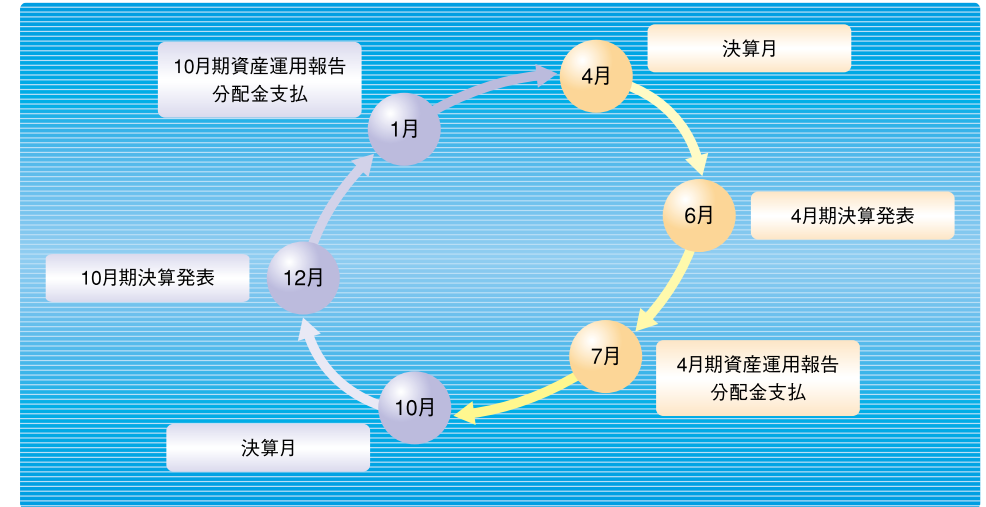 決算月
4月
10月期資産運用報告
分配金支払
1月
6月
4月期決算発表
12月
10月期決算発表
7月
4月期資産運用報告
分配金支払
10月
決算月